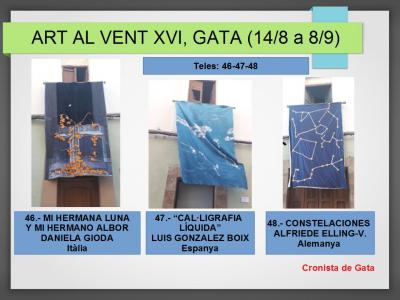 ART AL VENT XVI, GATA (14/8 a 8/9)
Teles: 46-47-48
46.- MI HERMANA LUNA
Y MI HERMANO ALBOR
DANIELA GIODA
Itàlia
47.- “CAL·LIGRAFIA
LÍQUIDA”
LUIS GONZALEZ BOIX
Espanya
48.- CONSTELACIONES
ALFRIEDE ELLING-V.
Alemanya
Cronista de Gata